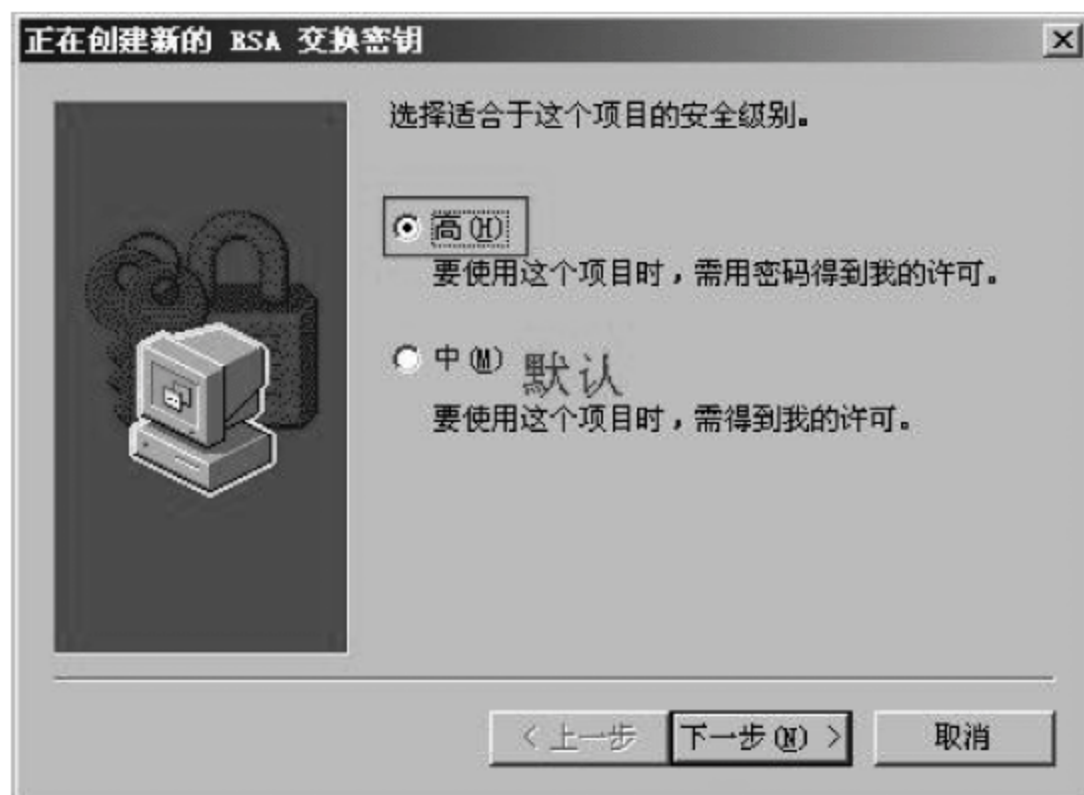 正在创建新的 RSA 交换密钥
选择适合于这个项目的安全级别。
高(H)
要使用这个项目时，需用密码得到我的许可。
中(M) 默认
要使用这个项目时，需得到我的许可。
< 上一步 下一步(N) > 取消